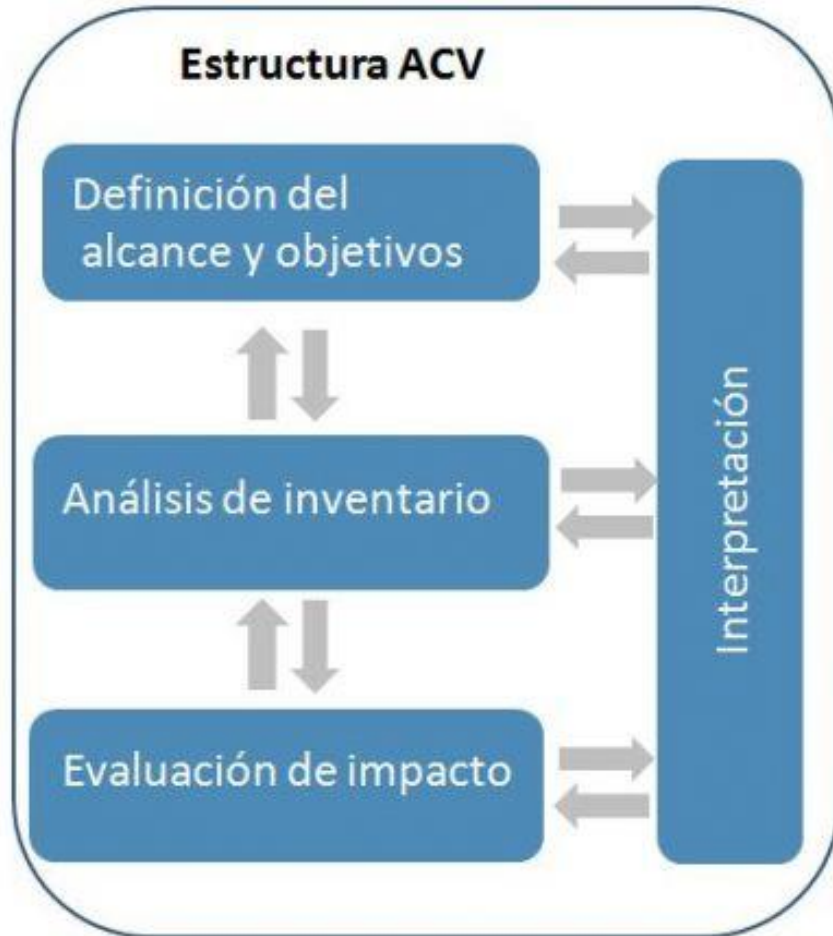 Estructura ACV
Definición del
alcance y objetivos
Análisis de inventario
Evaluación de impacto
Interpretación